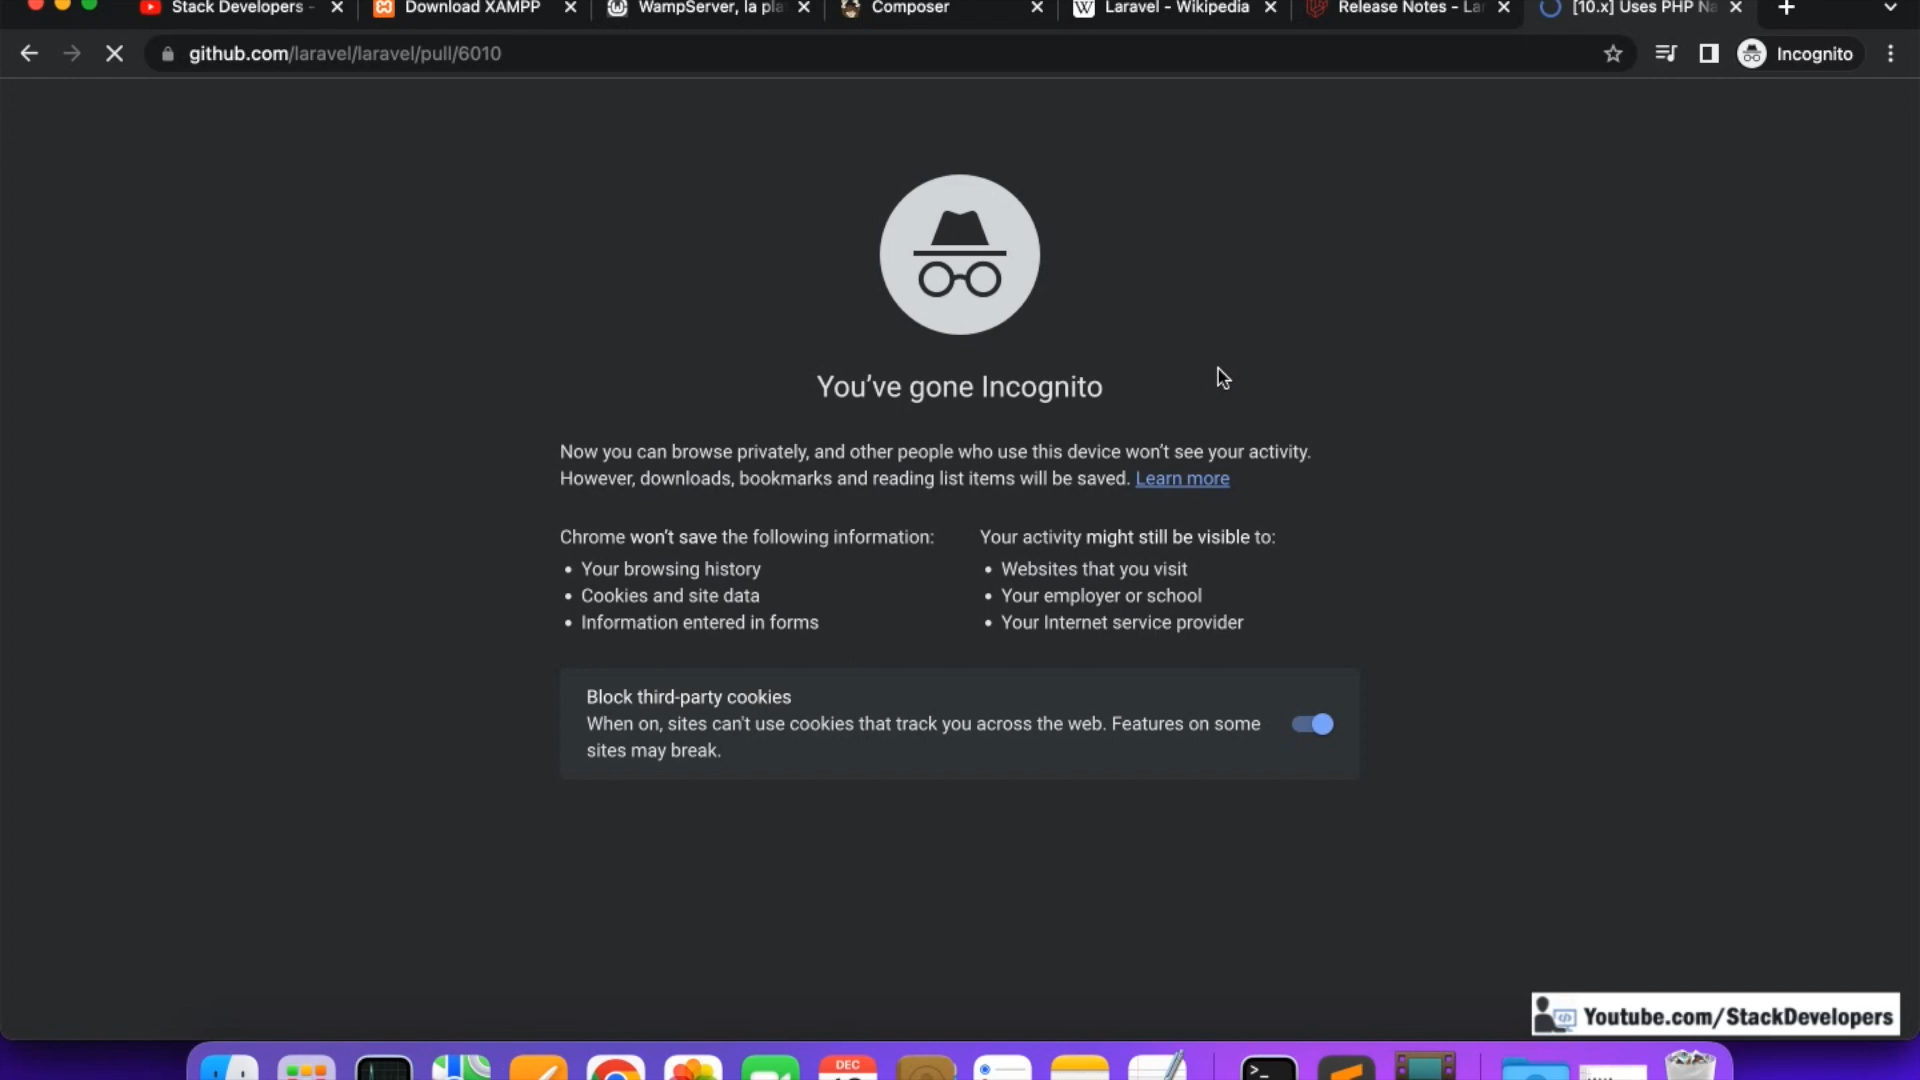 Stack Developers -
Download XAMPP
WampServer, la pla
Composer
Laravel - Wikipedia
Release Notes - La
[10.x] Uses PHP Na
github.com/laravel/laravel/pull/6010
Incognito
You've gone Incognito
Now you can browse privately, and other people who use this device won't see your activity.
However, downloads, bookmarks and reading list items will be saved. Learn more
Chrome won't save the following information:
• Your browsing history
• Cookies and site data
• Information entered in forms
Your activity might still be visible to:
• Websites that you visit
• Your employer or school
• Your Internet service provider
Block third-party cookies
When on, sites can't use cookies that track you across the web. Features on some
sites may break.
Youtube.com/StackDevelopers
DEC